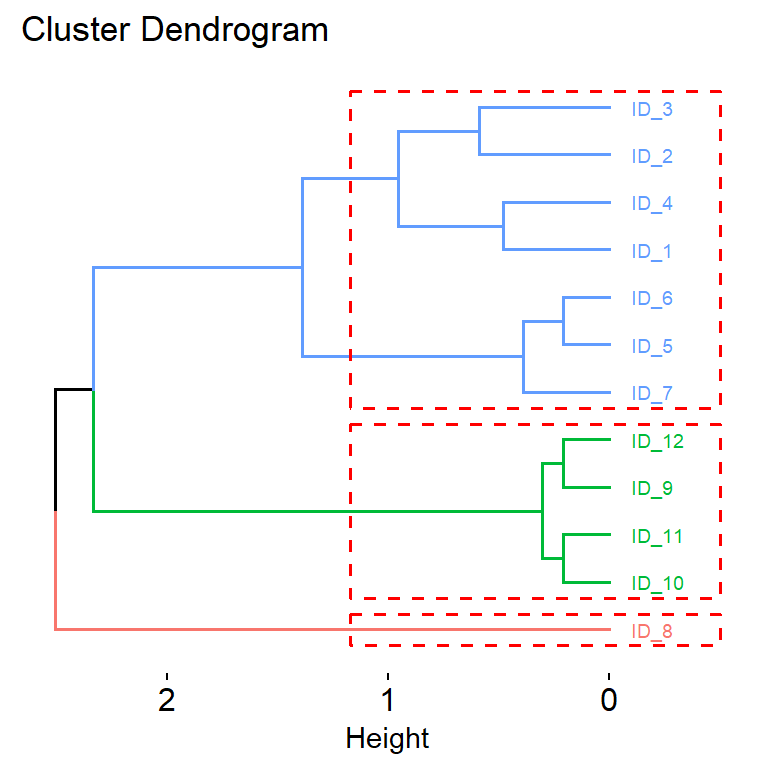 Cluster Dendrogram
ID_3
ID_2
ID_4
ID_1
ID_6
ID_5
ID_7
ID_12
ID_9
ID_11
ID_10
ID_8
2 1 0
Height